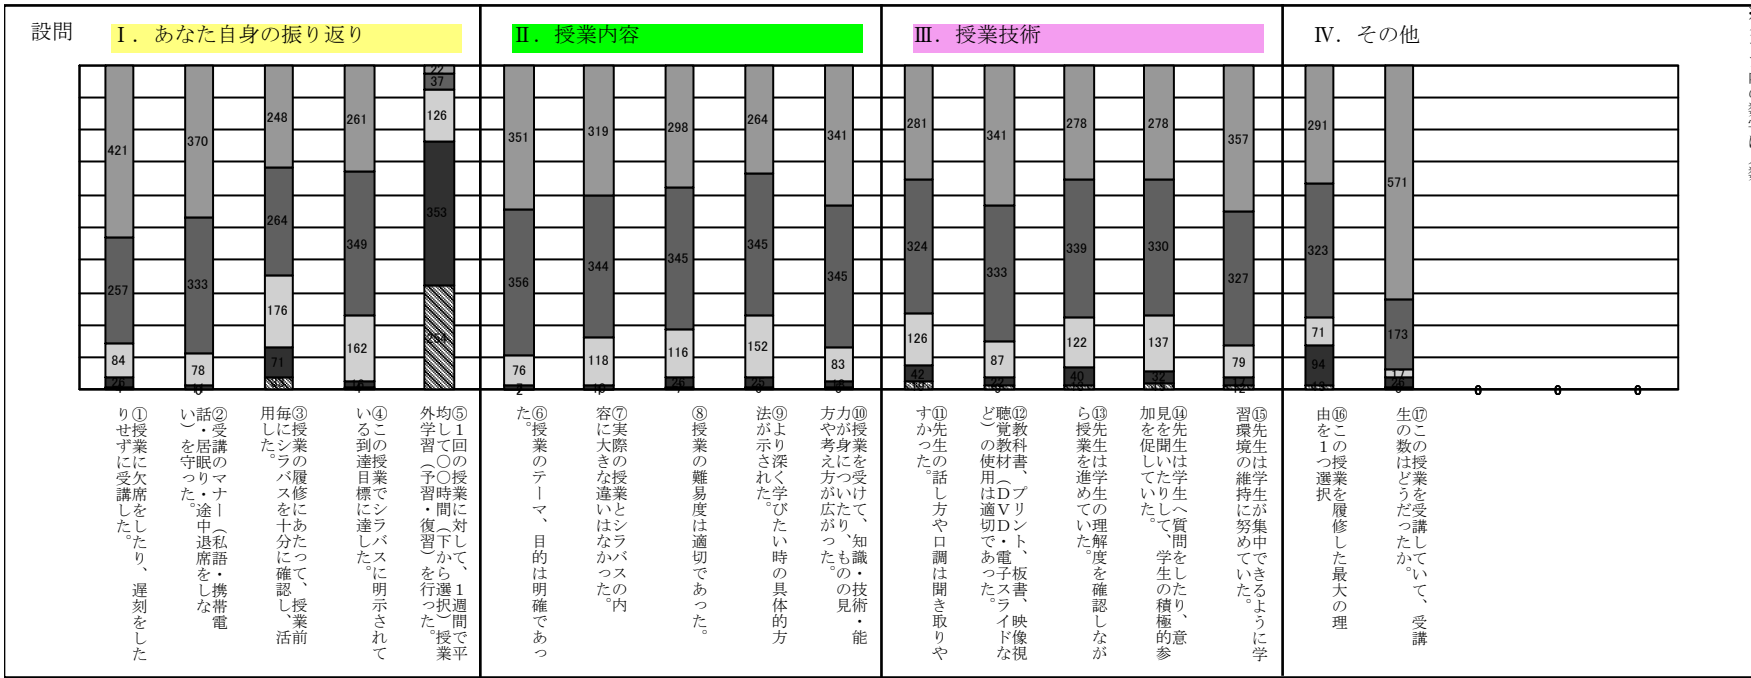 設問
Ⅰ．あなた自身の振り返り
Ⅱ．授業内容
Ⅲ．授業技術
Ⅳ．その他
421
257
84
26
370
333
78
248
264
176
71
261
349
162
22
37
126
353
254
351
356
76
319
344
118
298
345
116
26
264
345
152
25
341
345
83
281
324
126
42
341
333
87
22
278
339
122
40
278
330
137
32
357
327
79
17
12
291
323
71
94
13
571
173
17
26
0
0
0
①授業に欠席をしたり、遅刻をした
りせずに受講した。
②受講のマナー（私語・携帯電
話・居眠り・途中退席をしな
い）を守った。
③授業の履修にあたって、授業前
毎にシラバスを十分に確認し、活
用した。
④この授業でシラバスに明示されて
いる到達目標に達した。
⑤１回の授業に対して、１週間で平
均して〇〇時間（下から選択）授業
外学習（予習・復習）を行った。
⑥授業のテーマ、目的は明確であっ
た。
⑦実際の授業とシラバスの内
容に大きな違いはなかった。
⑧授業の難易度は適切であった。
⑨より深く学びたい時の具体的方
法が示された。
⑩授業を受けて、知識・技術・能
力が身についたり、ものの見
方や考え方が広がった。
⑪先生の話し方や口調は聞き取りや
すかった。
⑫教科書、プリント、板書、映像視
聴覚教材（ＤＶＤ・電子スライドな
ど）の使用は適切であった。
⑬先生は学生の理解度を確認しなが
ら授業を進めていた。
⑭先生は学生へ質問をしたり、意
見を聞いたりして、学生の積極的参
加を促していた。
⑮先生は学生が集中できるように学
習環境の維持に努めていた。
⑯この授業を履修した最大の理
由を１つ選択
⑰この授業を受講していて、受講
生の数はどうだったか。